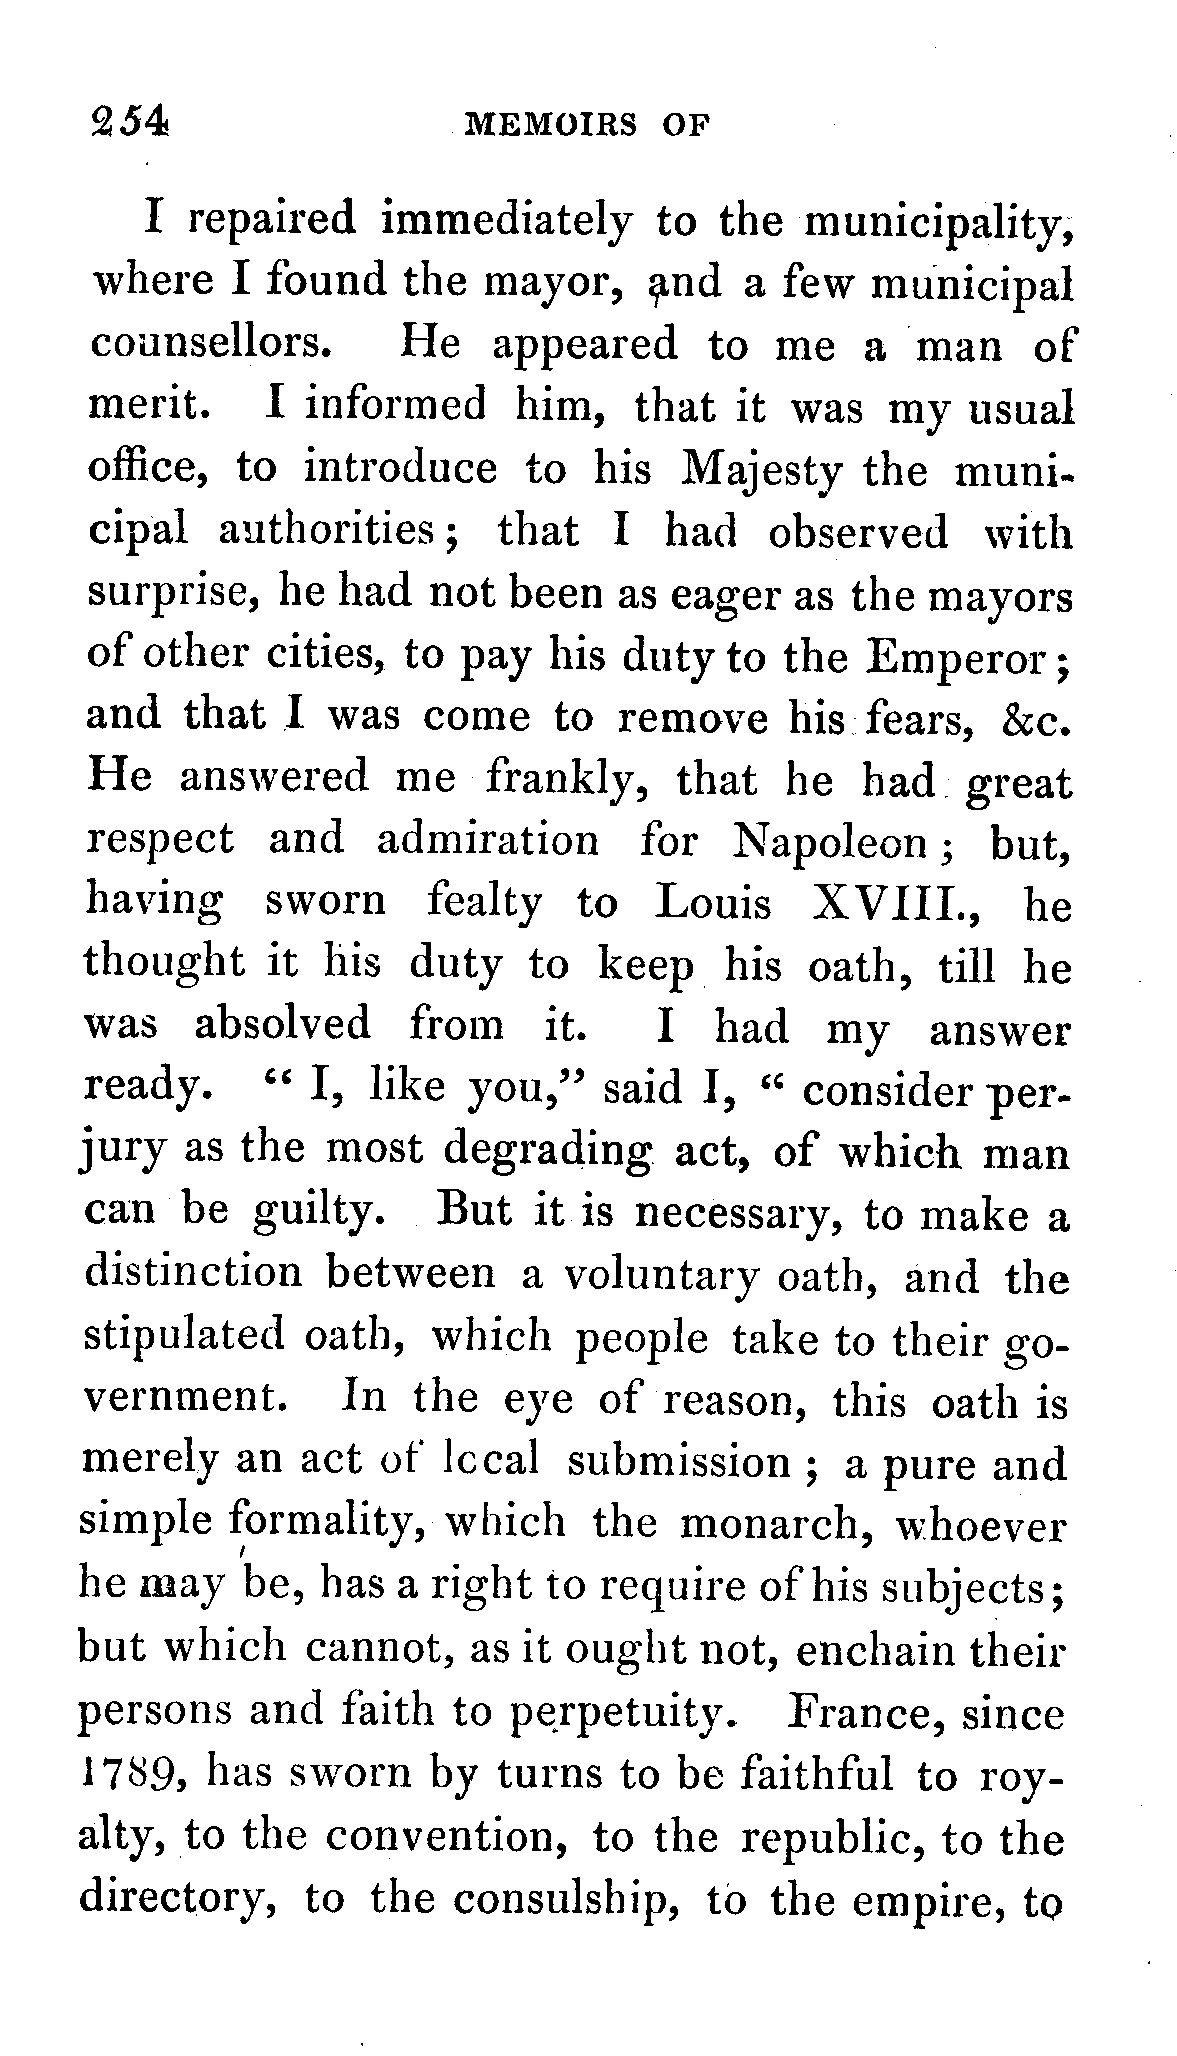 254 MEMOIRS OF
I repaired immediately to the municipality,
where I found the mayor, and a few municipal
counsellors. He appeared to me a man of
merit. I informed him, that it was my usual
office, to introduce to his Majesty the muni-
cipal authorities; that I had observed with
surprise, he had not been as eager as the mayors
of other cities, to pay his duty to the Emperor;
and that I was come to remove his fears, &c.
He answered me frankly, that he had great
respect and admiration for Napoleon; but,
having sworn fealty to Louis XVIII., he
thought it his duty to keep his oath, till he
was absolved from it. I had my answer
ready. “ I, like you,” said I, “ consider per-
jury as the most degrading act, of which man
can be guilty. But it is necessary, to make a
distinction between a voluntary oath, and the
stipulated oath, which people take to their go-
vernment. In the eye of reason, this oath is
merely an act of local submission; a pure and
simple formality, which the monarch, whoever
he may be, has a right to require of his subjects;
but which cannot, as it ought not, enchain their
persons and faith to perpetuity. France, since
1789, has sworn by turns to be faithful to roy-
alty, to the convention, to the republic, to the
directory, to the consulship, to the empire, to